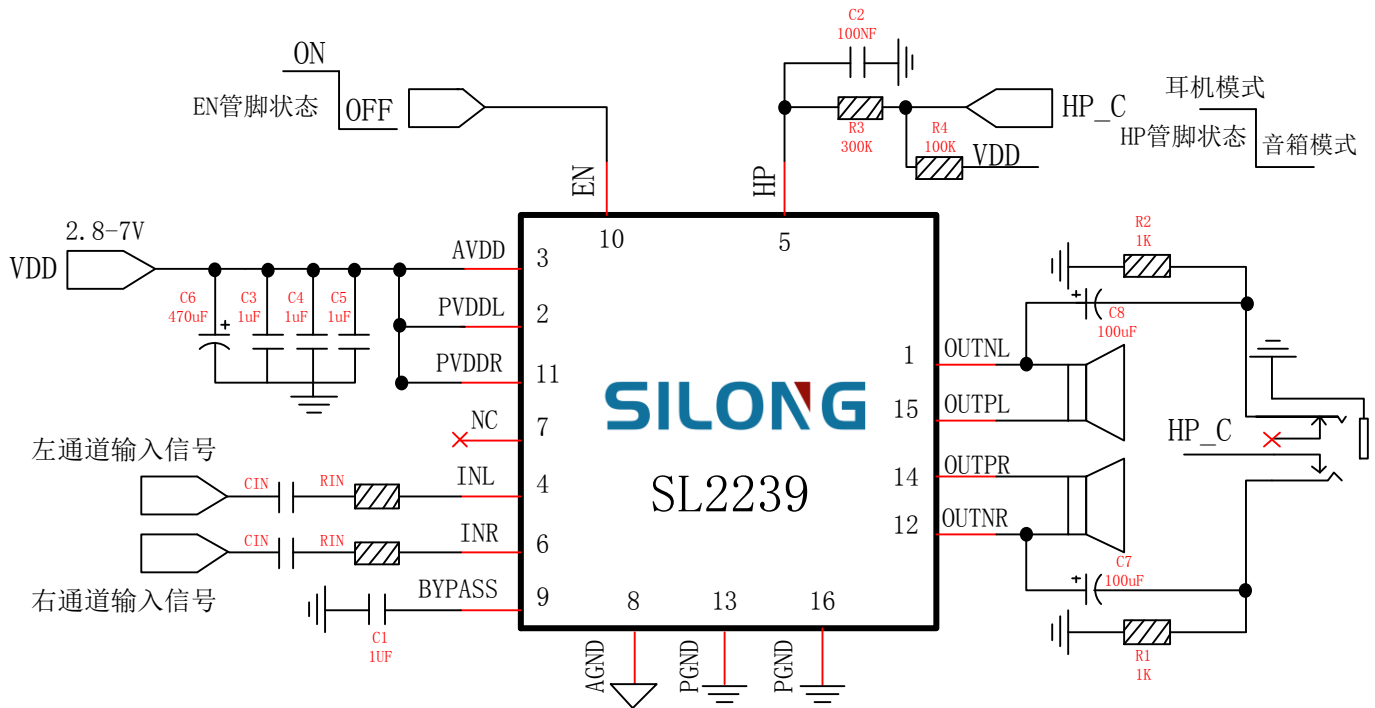 ON
EN管脚状态
OFF
C2
100NF
R3
300K
R4
100K
VDD
HP_C
耳机模式
HP管脚状态
音箱模式
EN
HP
10
5
2.8-7V
VDD
C6
470uF
C3
1uF
C4
1uF
C5
1uF
AVDD
3
PVDDL
2
PVDDR
11
NC
7
左通道输入信号
CIN
RIN
INL
4
CIN
RIN
INR
6
右通道输入信号
BYPASS
9
C1
1UF
SILONG
SL2239
8
13
16
AGND
PGND
PGND
1
OUTNL
15
OUTPL
14
OUTPR
12
OUTNR
R2
1K
C8
100uF
HP_C
C7
100uF
R1
1K